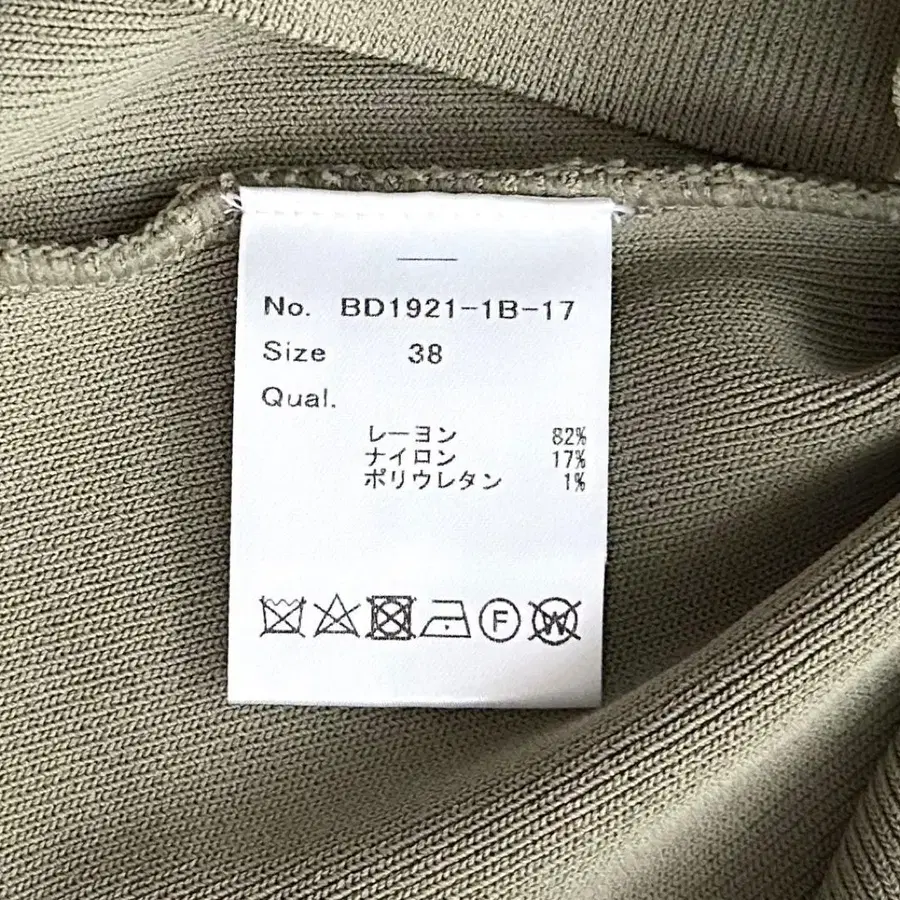 No. BD1921-1B-17
Size 38
Qual.
レーヨン 82%
ナイロン 17%
ポリウレタン 1%
F W